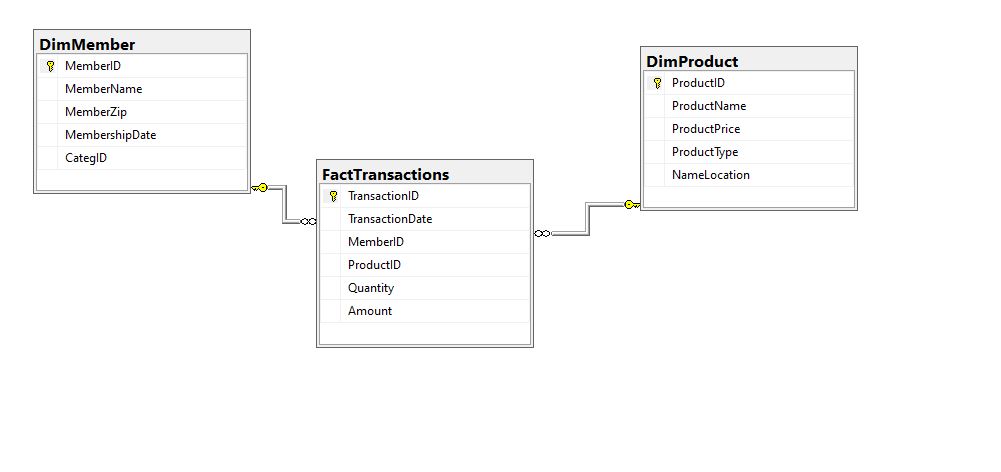 DimMember
MemberID
MemberName
MemberZip
MembershipDate
CategID
FactTransactions
TransactionID
TransactionDate
MemberID
ProductID
Quantity
Amount
DimProduct
ProductID
ProductName
ProductPrice
ProductType
NameLocation